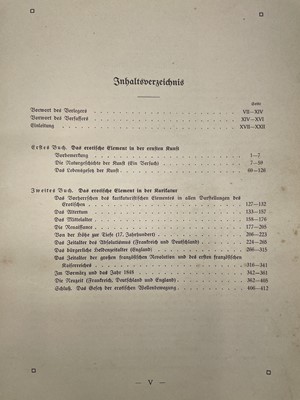 Inhaltsverzeichnis
Seite
Vorwort des Verlegers VII—XIV
Vorwort des Verfassers XIV—XVI
Einleitung XVII—XXII
Erstes Buch. Das erotische Element in der ernsten Kunst
Vorbemerkung 1—7
Die Naturgeschichte der Kunst (Ein Versuch) 7—59
Das Lebensgesetz der Kunst 60—126
Zweites Buch. Das erotische Element in der Karikatur
Das Vorherrschen des karikaturistischen Elementes in allen Darstellungen des
Erotischen 127—132
Das Altertum 133—157
Das Mittelalter 158—176
Die Renaissance 177—205
Von der Höhe zur Tiefe (17. Jahrhundert) 206—223
Das Zeitalter des Absolutismus (Frankreich und Deutschland) 224—265
Das bürgerliche Heldenzeitalter (England) 266—315
Das Zeitalter der großen französischen Revolution und des ersten französischen
Kaiserreiches 316—341
Im Vormärz und das Jahr 1848 342—361
Die Neuzeit (Frankreich, Deutschland und England) 362—405
Schluß. Das Gesetz der erotischen Wellenbewegung 406—412
— V —